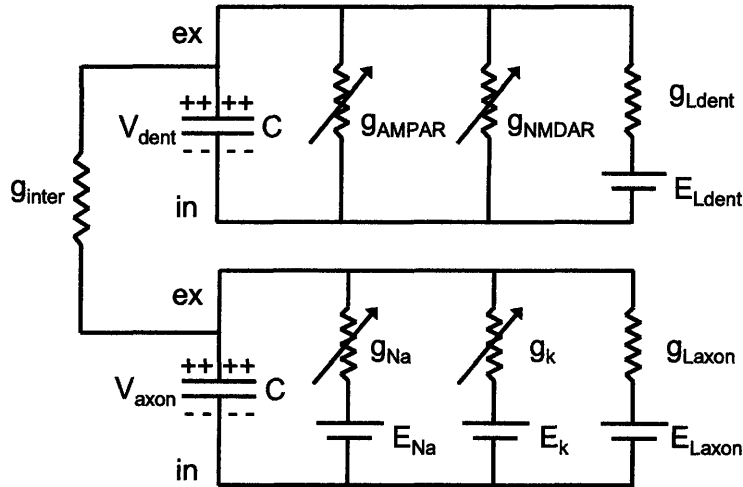 ex
++ ++
V_dent
C
- - - -
g_AMPAR
g_NMDAR
g_Ldent
E_Ldent
in
g_inter
ex
++ ++
V_axon
C
- - - -
g_Na
g_k
g_Laxon
E_Na
E_k
E_Laxon
in